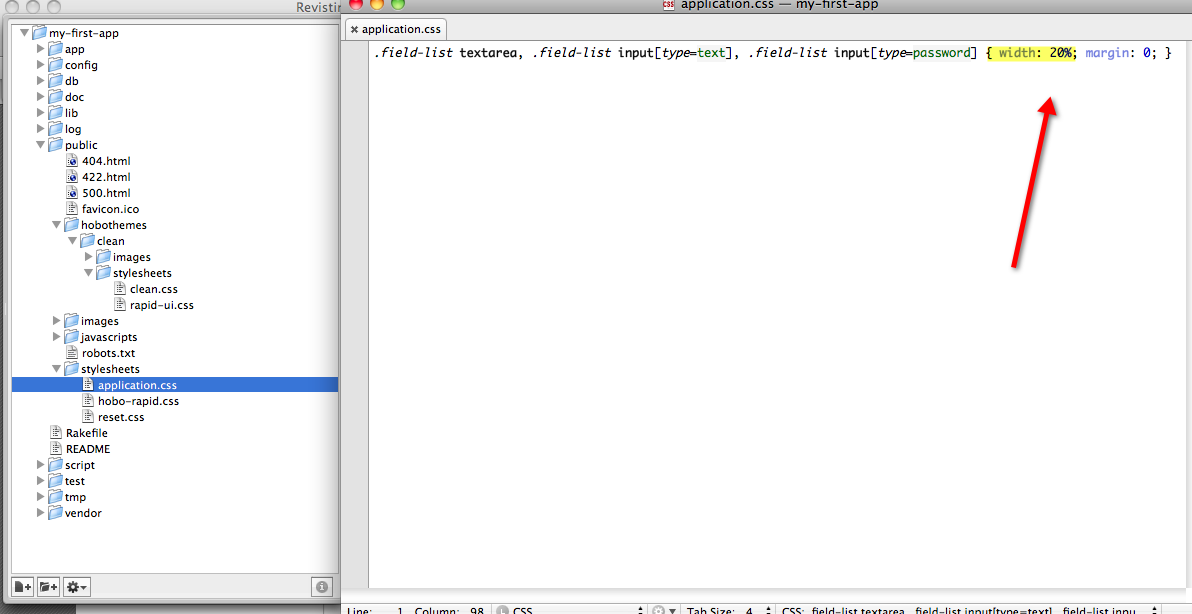 Revisti
application.css — my-first-app
my-first-app
app
config
db
doc
lib
log
public
404.html
422.html
500.html
favicon.ico
hobothemes
clean
images
stylesheets
clean.css
rapid-ui.css
images
javascripts
robots.txt
stylesheets
application.css
hobo-rapid.css
reset.css
Rakefile
README
script
test
tmp
vendor
application.css
.field-list textarea, .field-list input[type=text], .field-list input[type=password] { width: 20%; margin: 0; }
Line: 1 Column: 98 L CSS Tab Size: 4 CSS: .field-list textarea, .field-list input[type=text], .field-list inpu